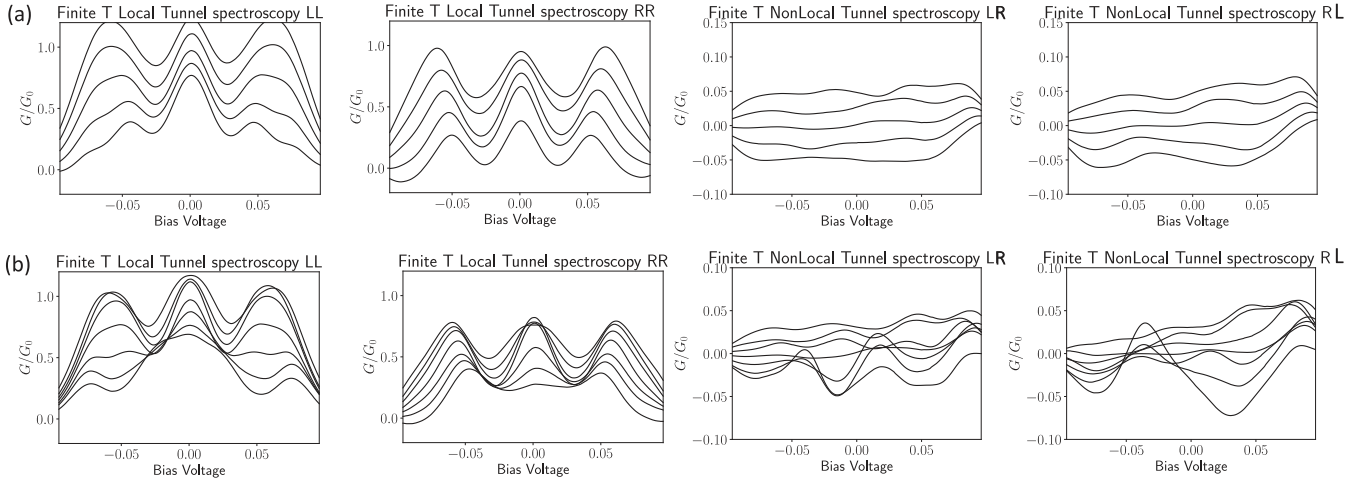 (a)
Finite T Local Tunnel spectroscopy LL
1.0
0.5
0.0
G/G₀
−0.05
0.00
0.05
Bias Voltage
Finite T Local Tunnel spectroscopy RR
1.0
0.5
0.0
G/G₀
−0.05
0.00
0.05
Bias Voltage
Finite T NonLocal Tunnel spectroscopy LR
0.15
0.10
0.05
0.00
−0.05
−0.10
G/G₀
−0.05
0.00
0.05
Bias Voltage
Finite T NonLocal Tunnel spectroscopy R L
0.15
0.10
0.05
0.00
−0.05
−0.10
G/G₀
−0.05
0.00
0.05
Bias Voltage
(b)
Finite T Local Tunnel spectroscopy LL
1.0
0.5
0.0
G/G₀
−0.05
0.00
0.05
Bias Voltage
Finite T Local Tunnel spectroscopy RR
1.0
0.5
0.0
G/G₀
−0.05
0.00
0.05
Bias Voltage
Finite T NonLocal Tunnel spectroscopy LR
0.10
0.05
0.00
−0.05
−0.10
G/G₀
−0.05
0.00
0.05
Bias Voltage
Finite T NonLocal Tunnel spectroscopy R L
0.10
0.05
0.00
−0.05
−0.10
G/G₀
−0.05
0.00
0.05
Bias Voltage